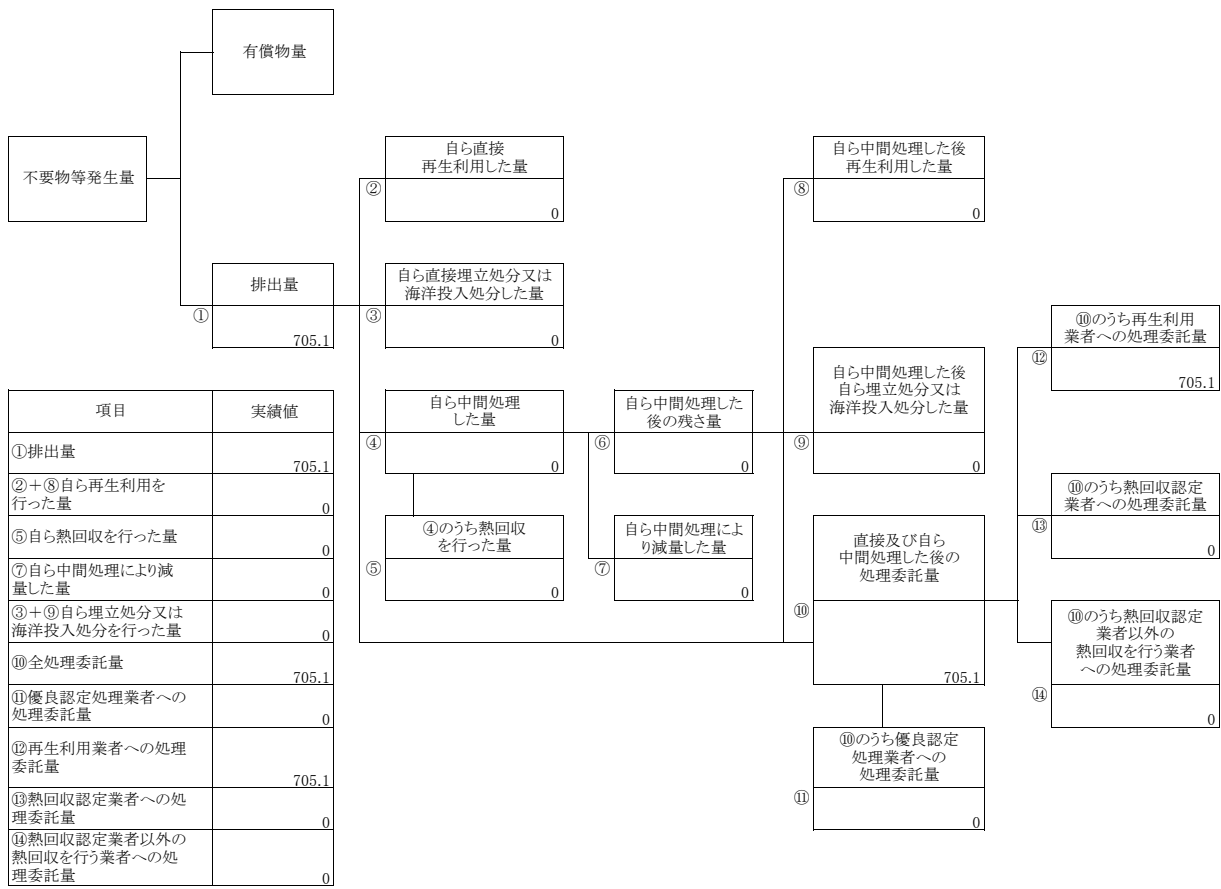 有償物量
不要物等発生量
自ら直接
再生利用した量
②
0
自ら中間処理した後
再生利用した量
⑧
0
排出量
①
705.1
自ら直接埋立処分又は
海洋投入処分した量
③
0
⑩のうち再生利用
業者への処理委託量
⑫
705.1
自ら中間処理
した量
④
0
自ら中間処理した
後の残さ量
⑥
0
自ら中間処理した後
自ら埋立処分又は
海洋投入処分した量
⑨
0
⑩のうち熱回収認定
業者への処理委託量
⑬
0
④のうち熱回収
を行った量
⑤
0
自ら中間処理によ
り減量した量
⑦
0
直接及び自ら
中間処理した後の
処理委託量
⑩
705.1
⑩のうち熱回収認定
業者以外の
熱回収を行う業者
への処理委託量
⑭
0
⑩のうち優良認定
処理業者への
処理委託量
⑪
0
項目 実績値
①排出量
705.1
②+⑧自ら再生利用を
行った量
0
⑤自ら熱回収を行った量
0
⑦自ら中間処理により減
量した量
0
③+⑨自ら埋立処分又は
海洋投入処分を行った量
0
⑩全処理委託量
705.1
⑪優良認定処理業者への
処理委託量
0
⑫再生利用業者への処理
委託量
705.1
⑬熱回収認定業者への処
理委託量
0
⑭熱回収認定業者以外の
熱回収を行う業者への処
理委託量
0